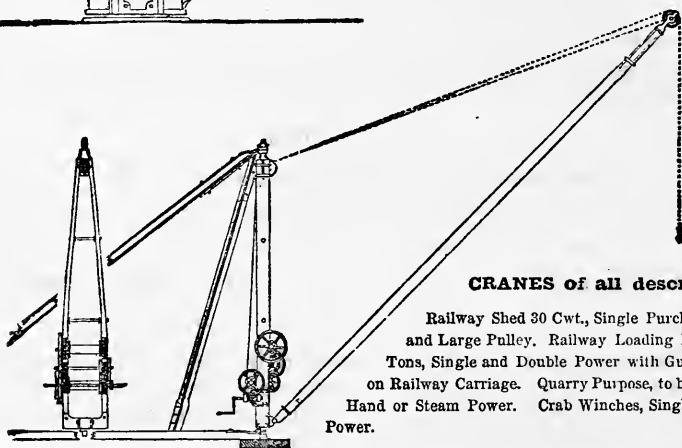 CRANES of all descr
Railway Shed 30 Cwt., Single Purch
and Large Pulley. Railway Loading
Tons, Single and Double Power with Gu
on Railway Carriage. Quarry Purpose, to b
Hand or Steam Power. Crab Winches, Singl
Power.